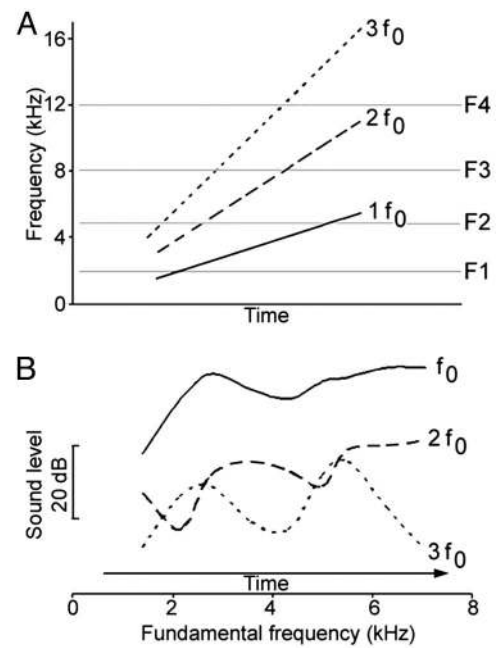 A
Frequency (kHz)
16
12
8
4
0
3f₀
2f₀
1f₀
F4
F3
F2
F1
Time
B
Sound level
20 dB
f₀
2f₀
3f₀
Time
0 2 4 6 8
Fundamental frequency (kHz)